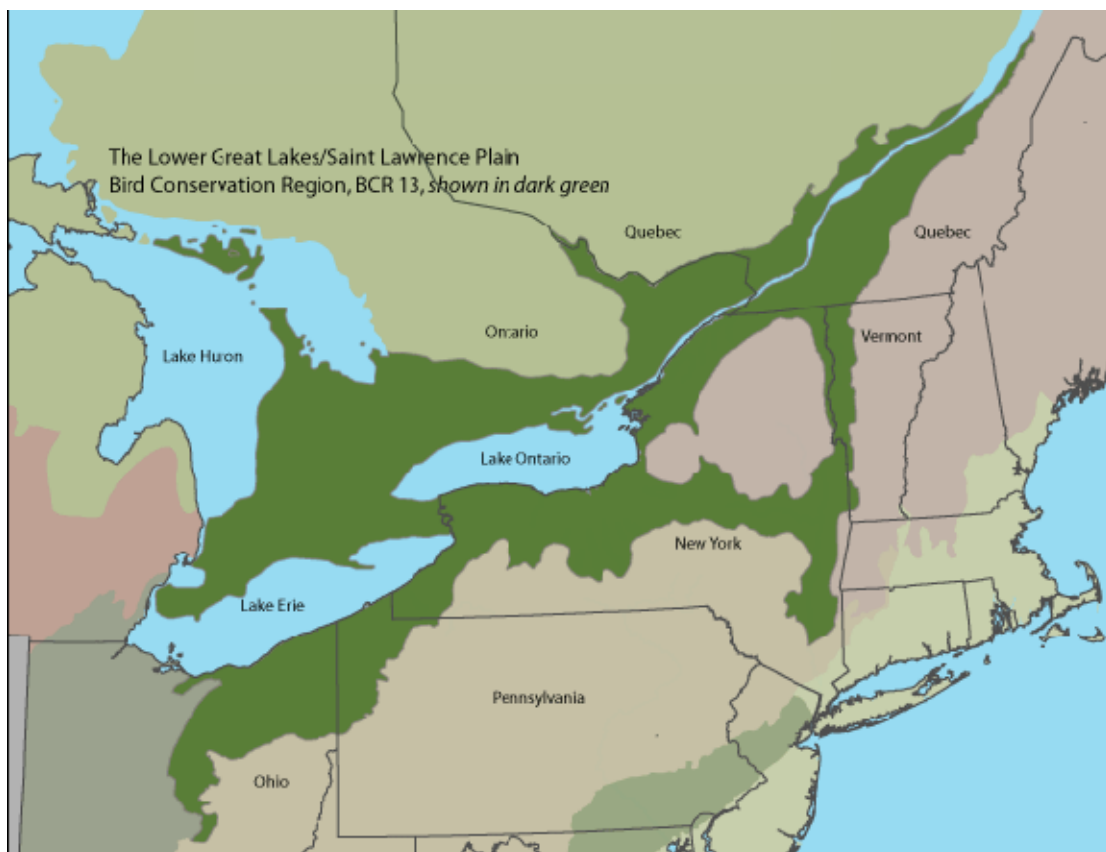 The Lower Great Lakes/Saint Lawrence Plain
Bird Conservation Region, BCR 13, shown in dark green
Quebec
Quebec
Ontario
Vermont
Lake Huron
Lake Ontario
New York
Lake Erie
Pennsylvania
Ohio